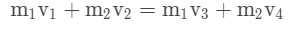 m₁v₁ + m₂v₂ = m₁v₃ + m₂v₄